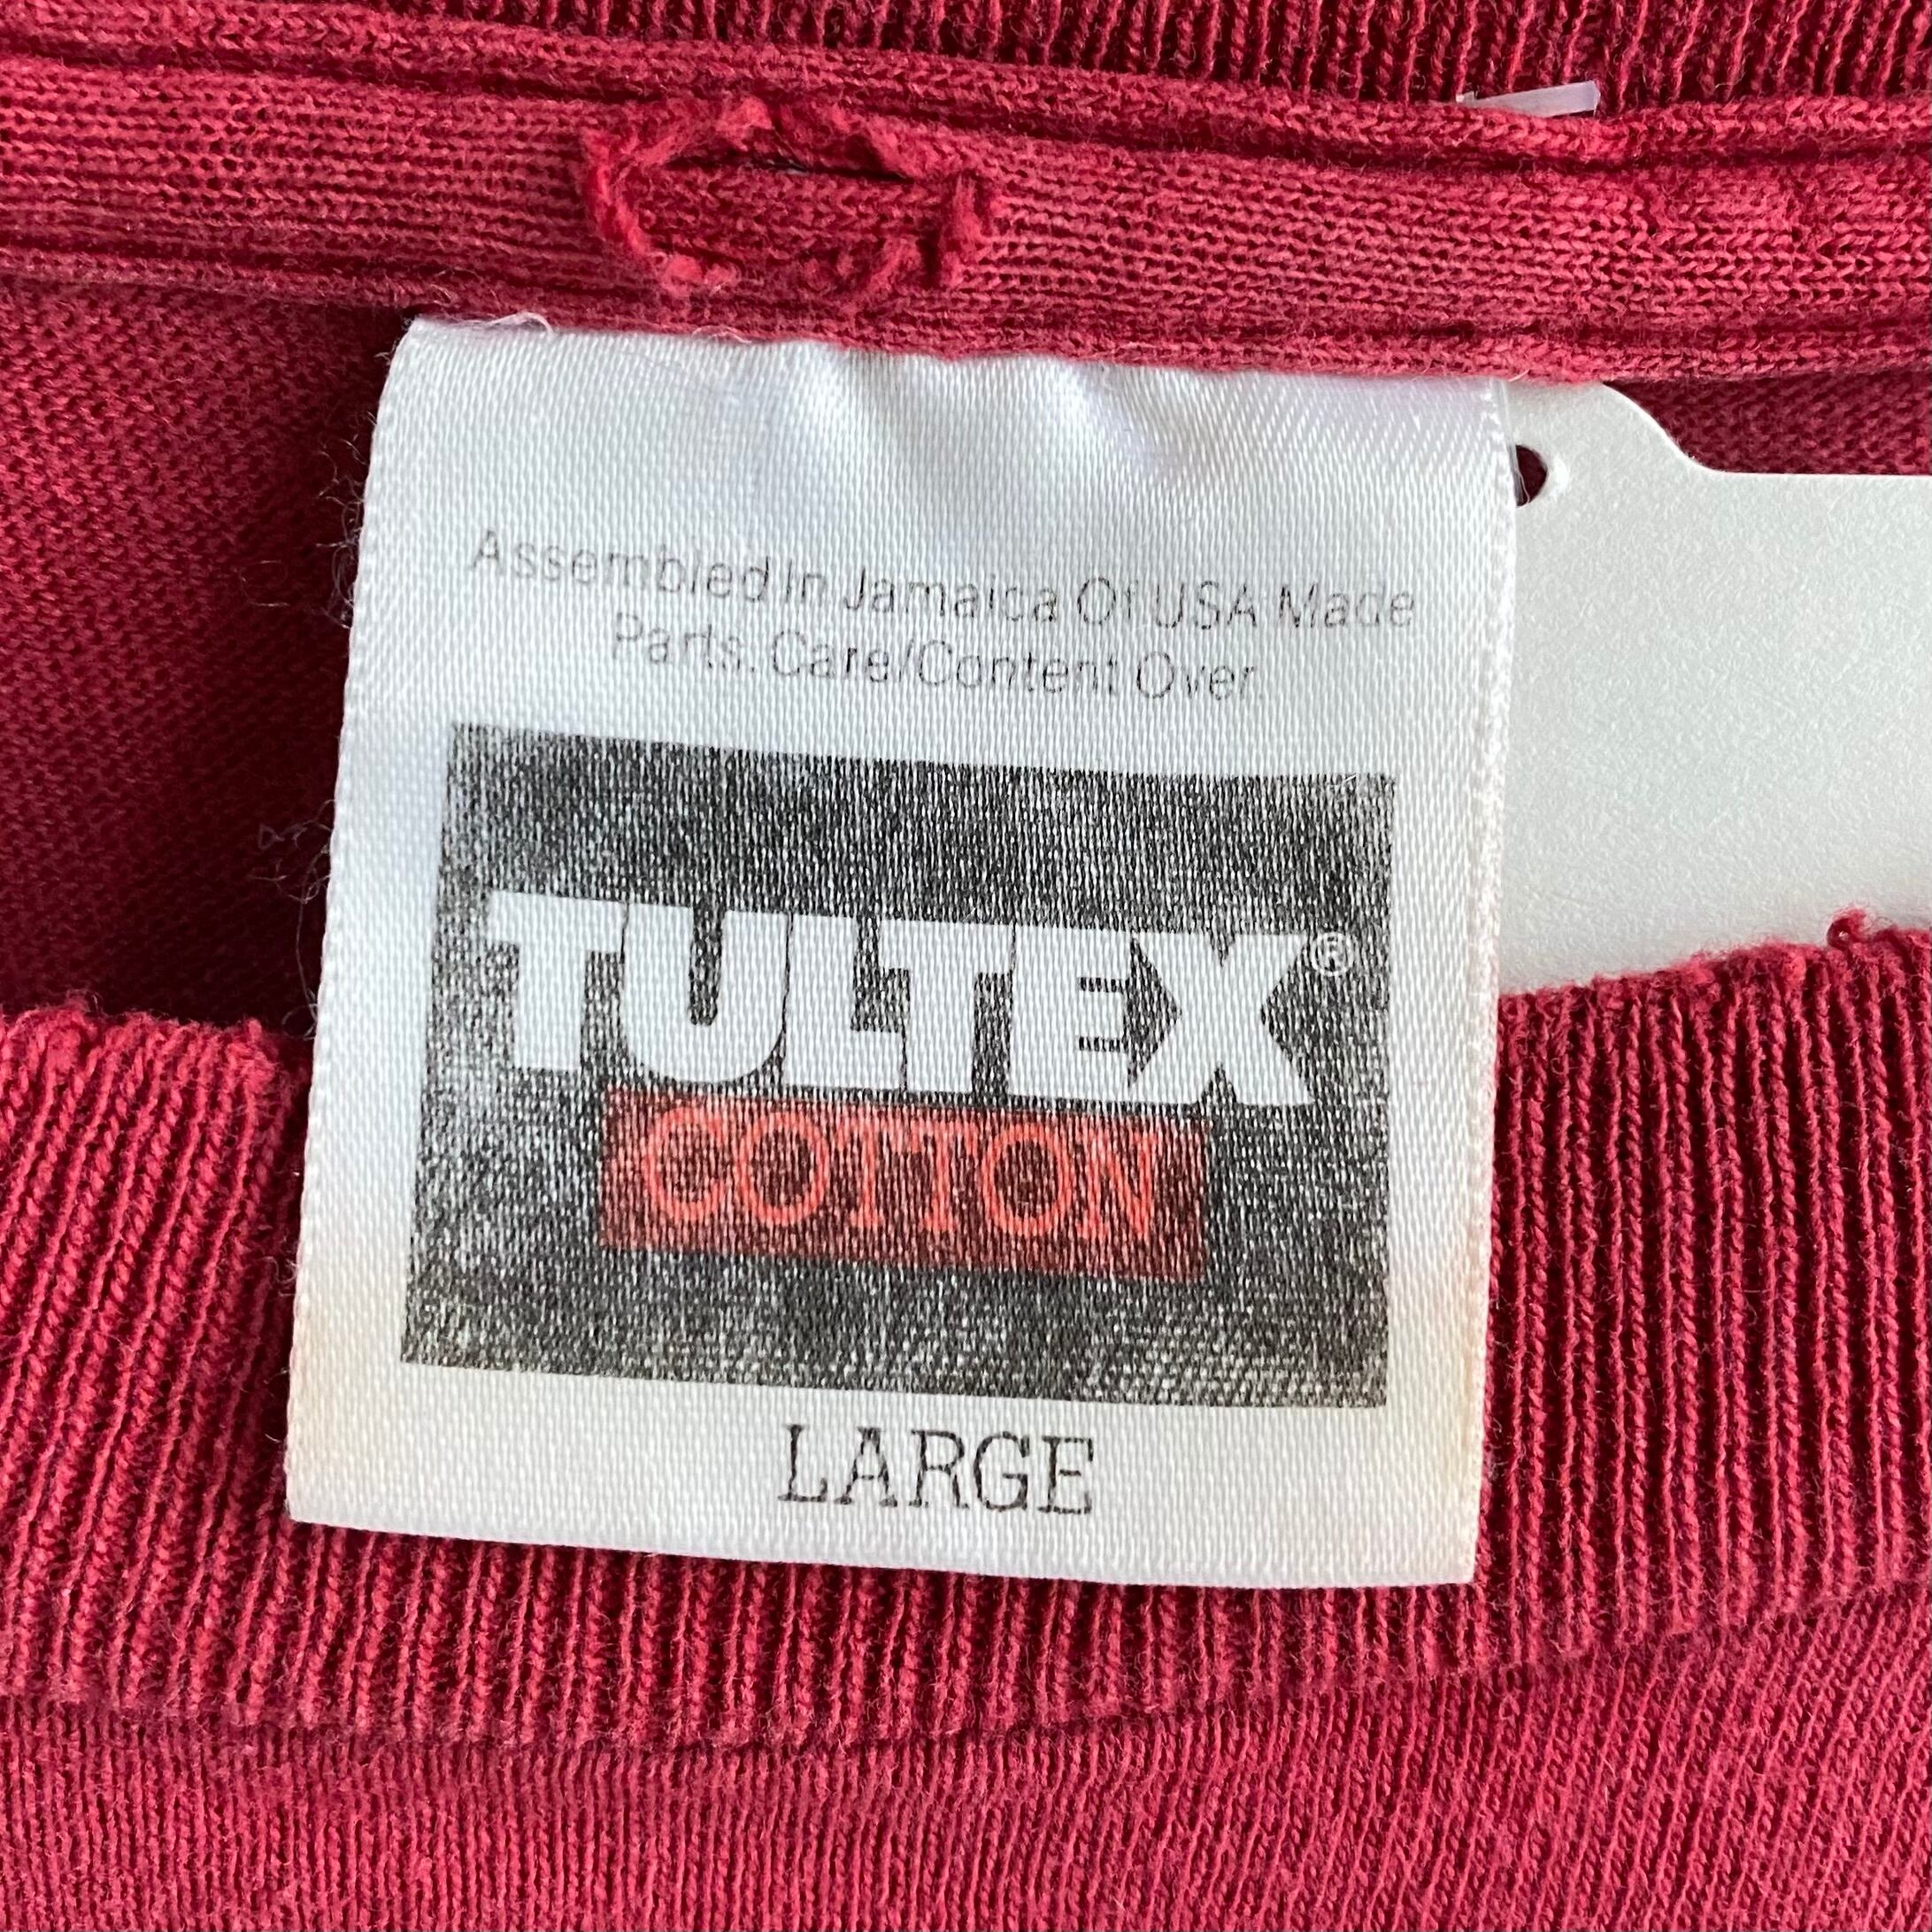 Assembled In Jamaica Of USA Made
Parts. Care/Content Over.
TULTEX®
COTTON
LARGE